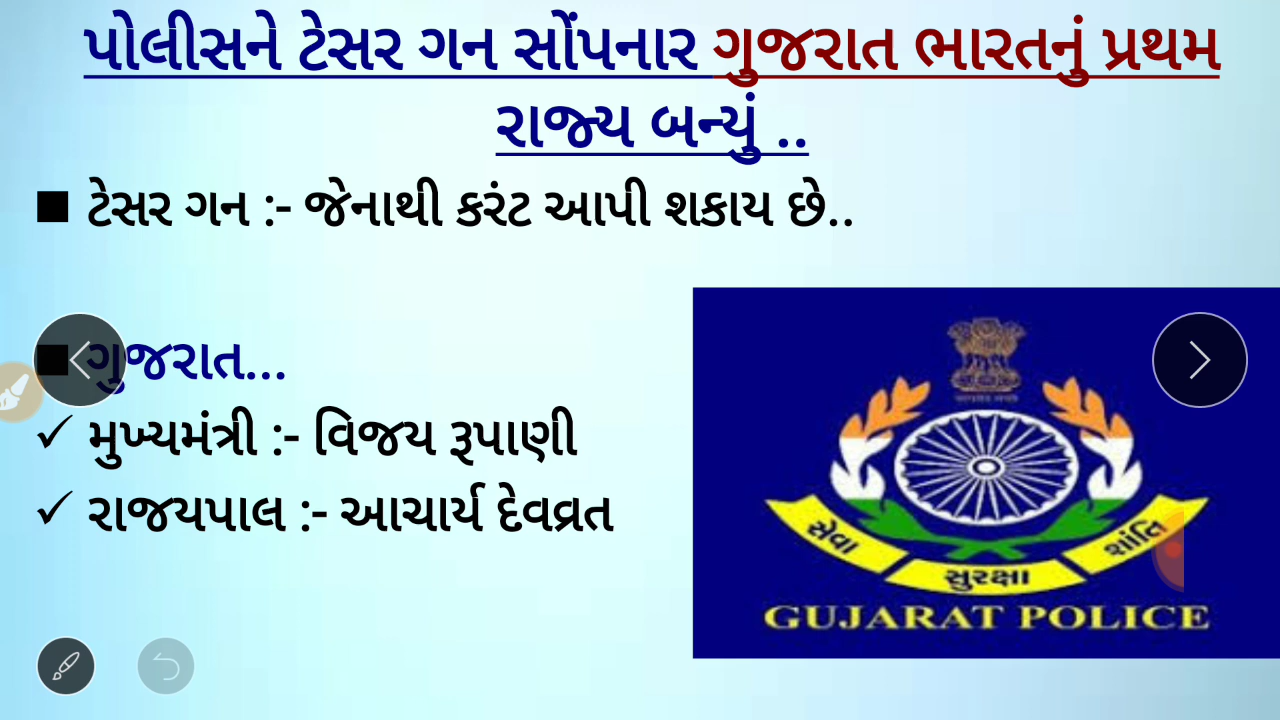 પોલીસને ટેસર ગન સોંપનાર ગુજરાત ભારતનું પ્રથમ
રાજ્ય બન્યું ..
■ ટેસર ગન :- જેનાથી કરંટ આપી શકાય છે..
■ ગુજરાત...
✓ મુખ્યમંત્રી :- વિજય રૂપાણી
✓ રાજયપાલ :- આચાર્ય દેવવ્રત
સેવા
સુરક્ષા
શાંતિ
GUJARAT POLICE